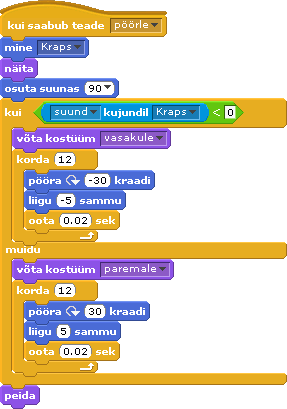 kui saabub teade pöörle
mine Kraps
näita
osuta suunas 90
kui suund kujundil Kraps < 0
võta kostüüm vasakule
korda 12
pööra -30 kraadi
liigu -5 sammu
oota 0.02 sek
muidu
võta kostüüm paremale
korda 12
pööra 30 kraadi
liigu 5 sammu
oota 0.02 sek
peida